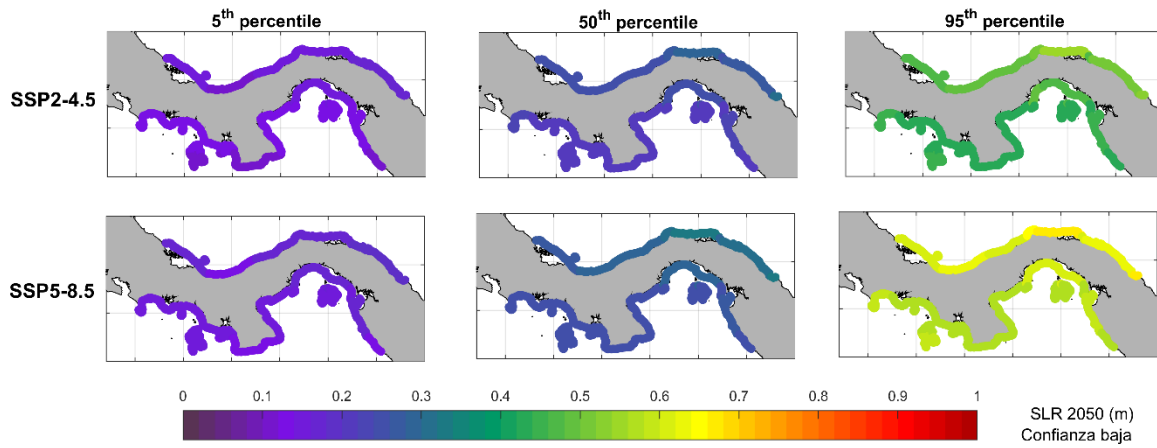 5th percentile 50th percentile 95th percentile
SSP2-4.5
SSP5-8.5
0 0.1 0.2 0.3 0.4 0.5 0.6 0.7 0.8 0.9 1
SLR 2050 (m)
Confianza baja